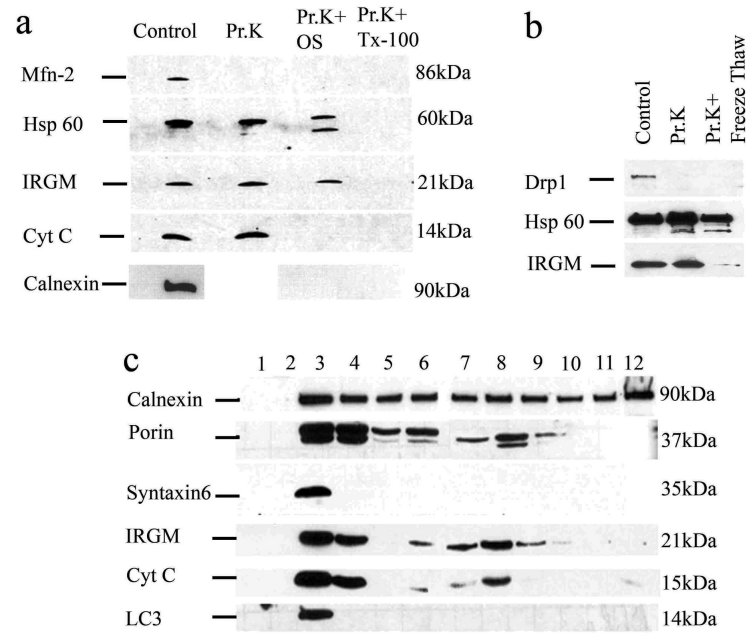 a
Control Pr.K Pr.K+ OS Pr.K+ Tx-100
Mfn-2 86kDa
Hsp 60 60kDa
IRGM 21kDa
Cyt C 14kDa
Calnexin 90kDa
b
Control Pr.K Pr.K+ Freeze Thaw
Drp1
Hsp 60
IRGM
c
1 2 3 4 5 6 7 8 9 10 11 12
Calnexin 90kDa
Porin 37kDa
Syntaxin6 35kDa
IRGM 21kDa
Cyt C 15kDa
LC3 14kDa